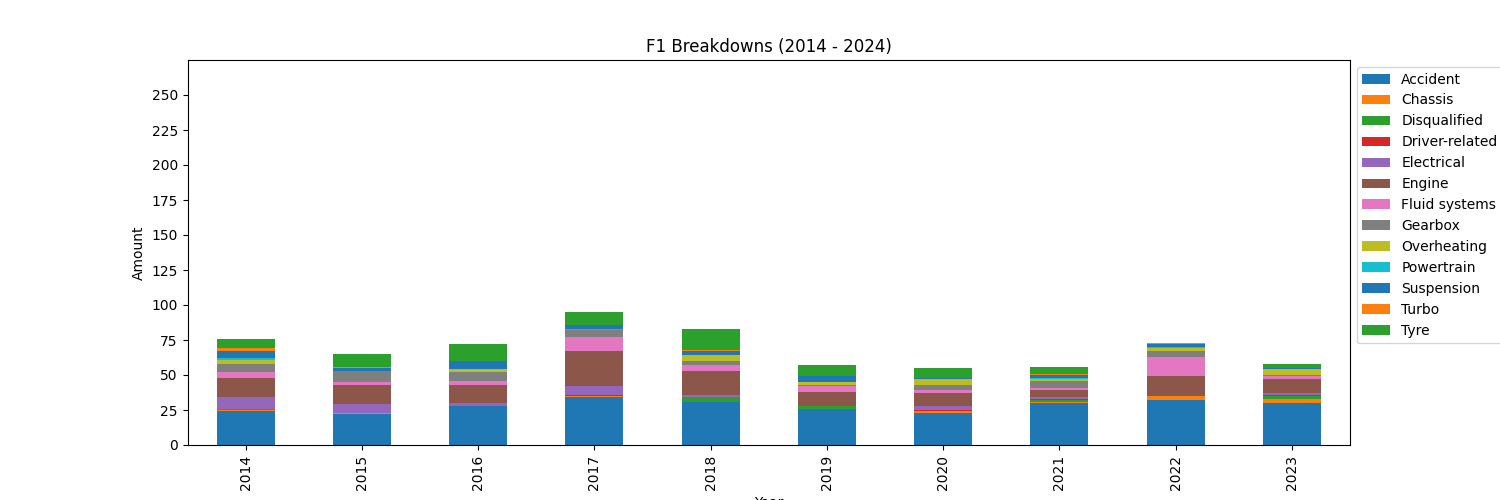 F1 Breakdowns (2014 - 2024)
Amount
250
225
200
175
150
125
100
75
50
25
0
2014
2015
2016
2017
2018
2019
2020
2021
2022
2023
Accident
Chassis
Disqualified
Driver-related
Electrical
Engine
Fluid systems
Gearbox
Overheating
Powertrain
Suspension
Turbo
Tyre